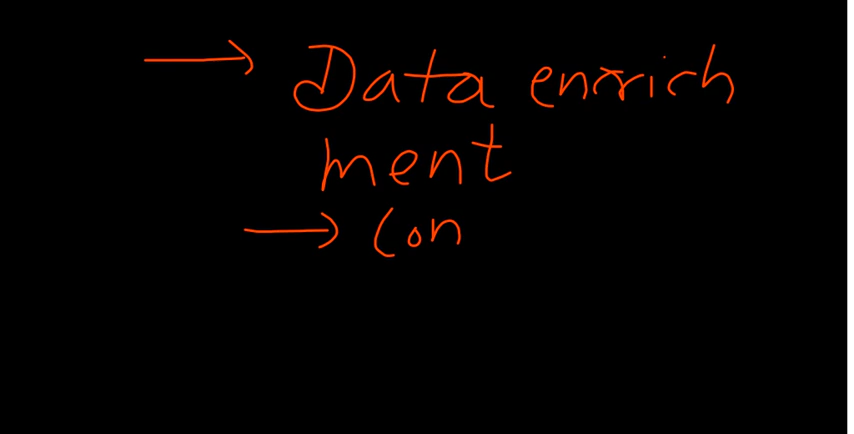 → Data enrich
ment
→ Con